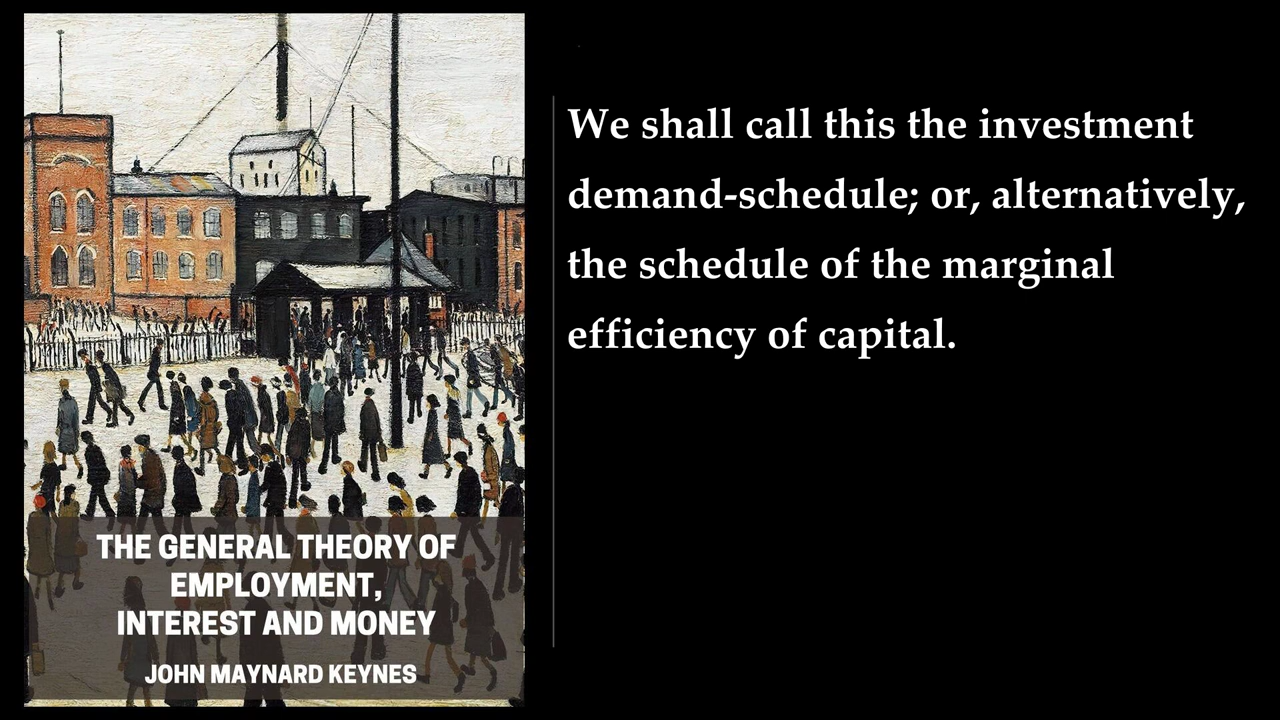 THE GENERAL THEORY OF
EMPLOYMENT,
INTEREST AND MONEY
JOHN MAYNARD KEYNES
We shall call this the investment
demand-schedule; or, alternatively,
the schedule of the marginal
efficiency of capital.